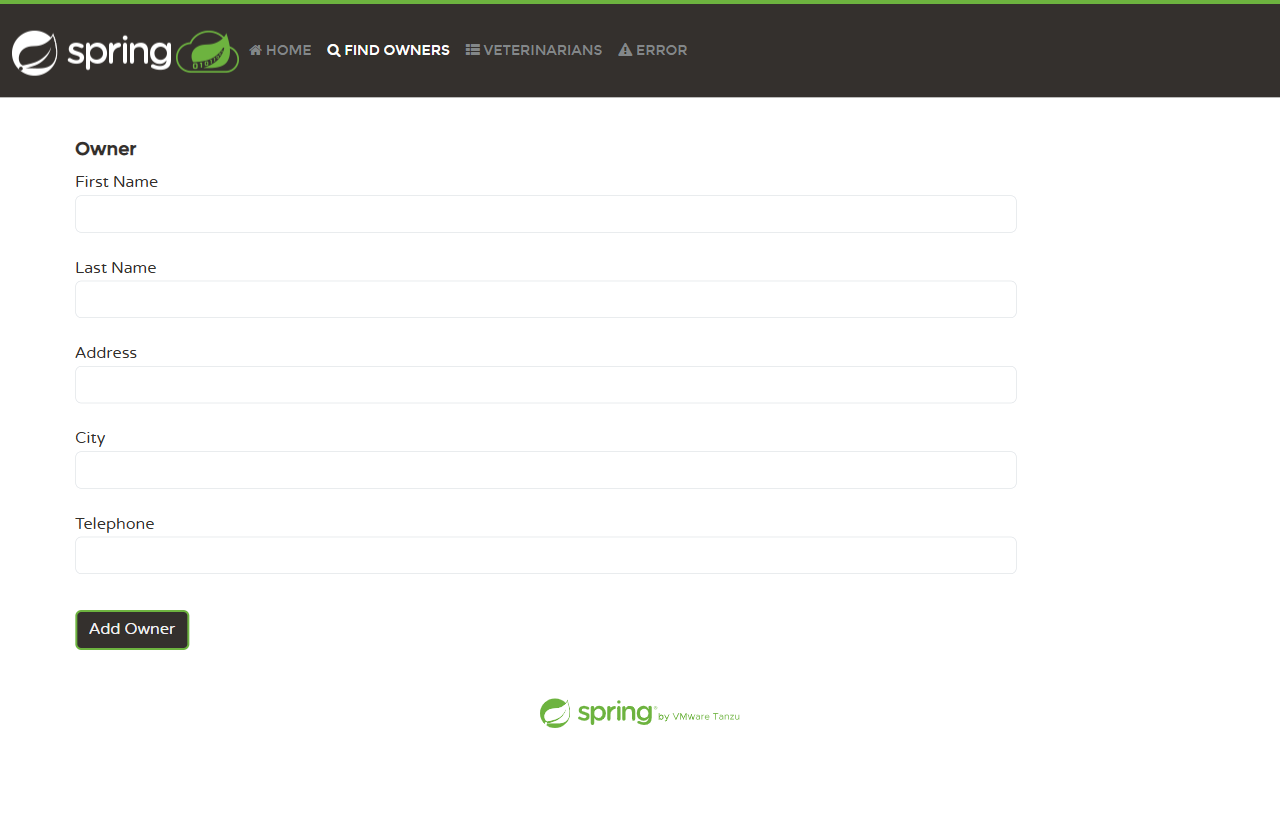 spring HOME FIND OWNERS VETERINARIANS ERROR
Owner
First Name
Last Name
Address
City
Telephone
Add Owner
spring by VMware Tanzu